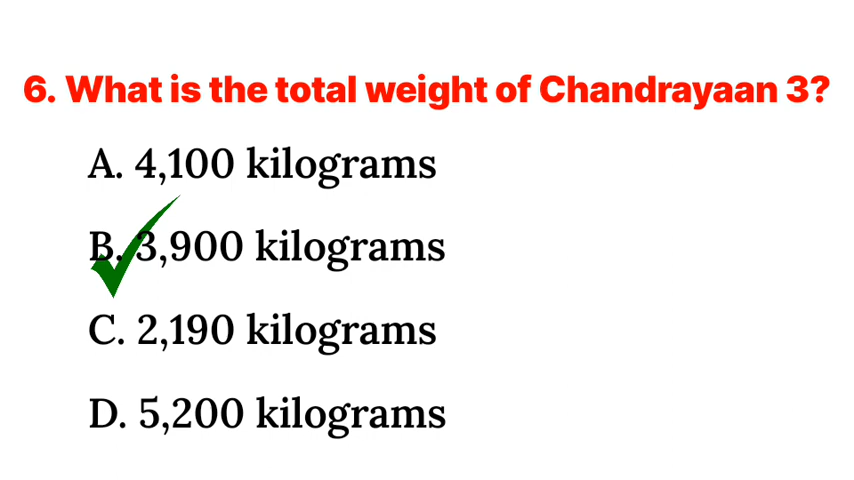 6. What is the total weight of Chandrayaan 3?
A. 4,100 kilograms
B. 3,900 kilograms
C. 2,190 kilograms
D. 5,200 kilograms